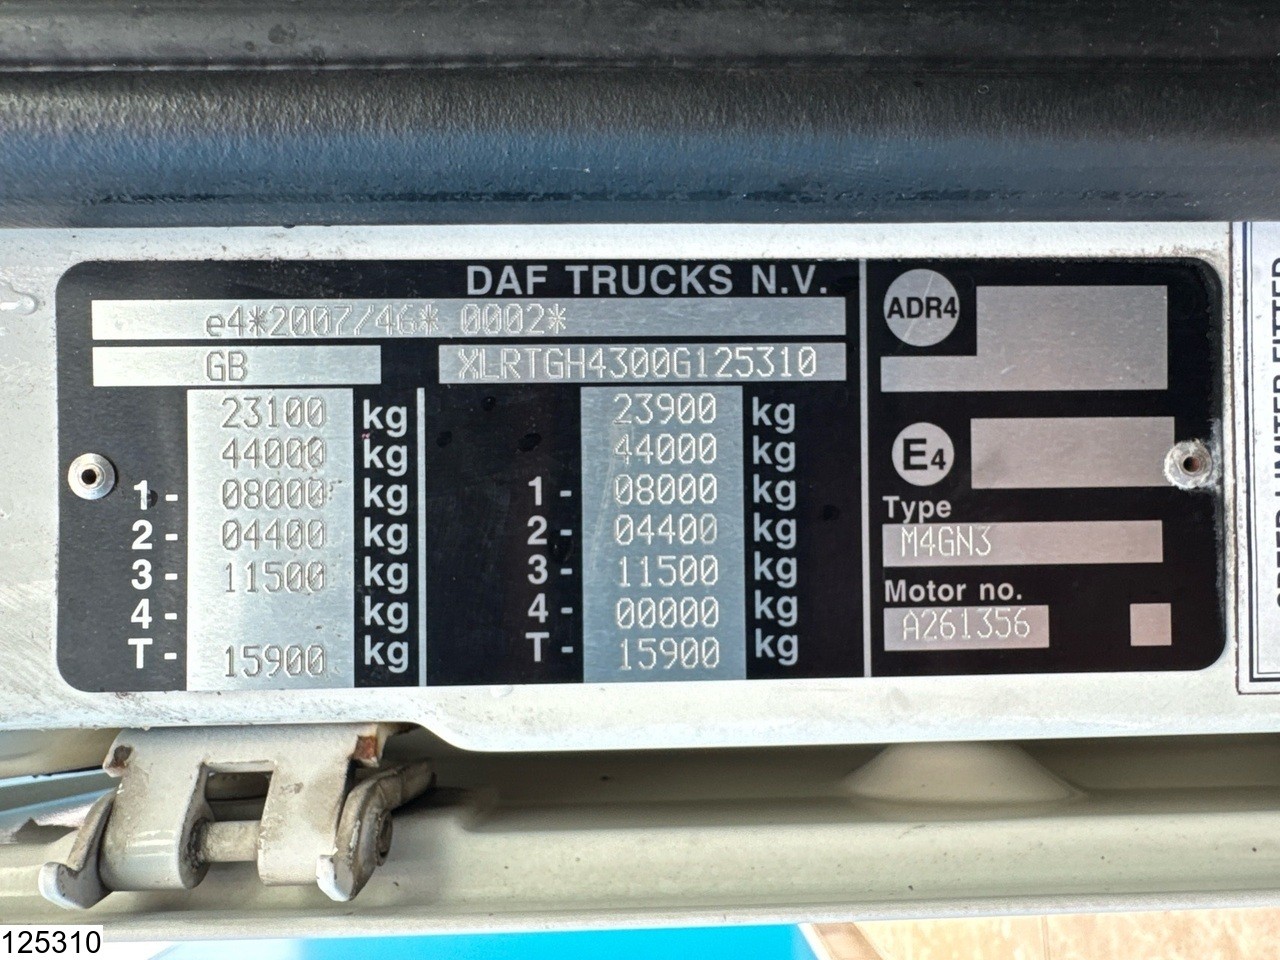 DAF TRUCKS N.V.
e4*2007/46* 0002*
GB XLRTGH4300G125310
23100 kg 23900 kg
44000 kg 44000 kg
1- 08000 kg 1- 08000 kg
2- 04400 kg 2- 04400 kg
3- 11500 kg 3- 11500 kg
4- kg 4- 00000 kg
T- 15900 kg T- 15900 kg
ADR4
E4
Type
M4GN3
Motor no.
A261356
LIMITER FITTED
125310